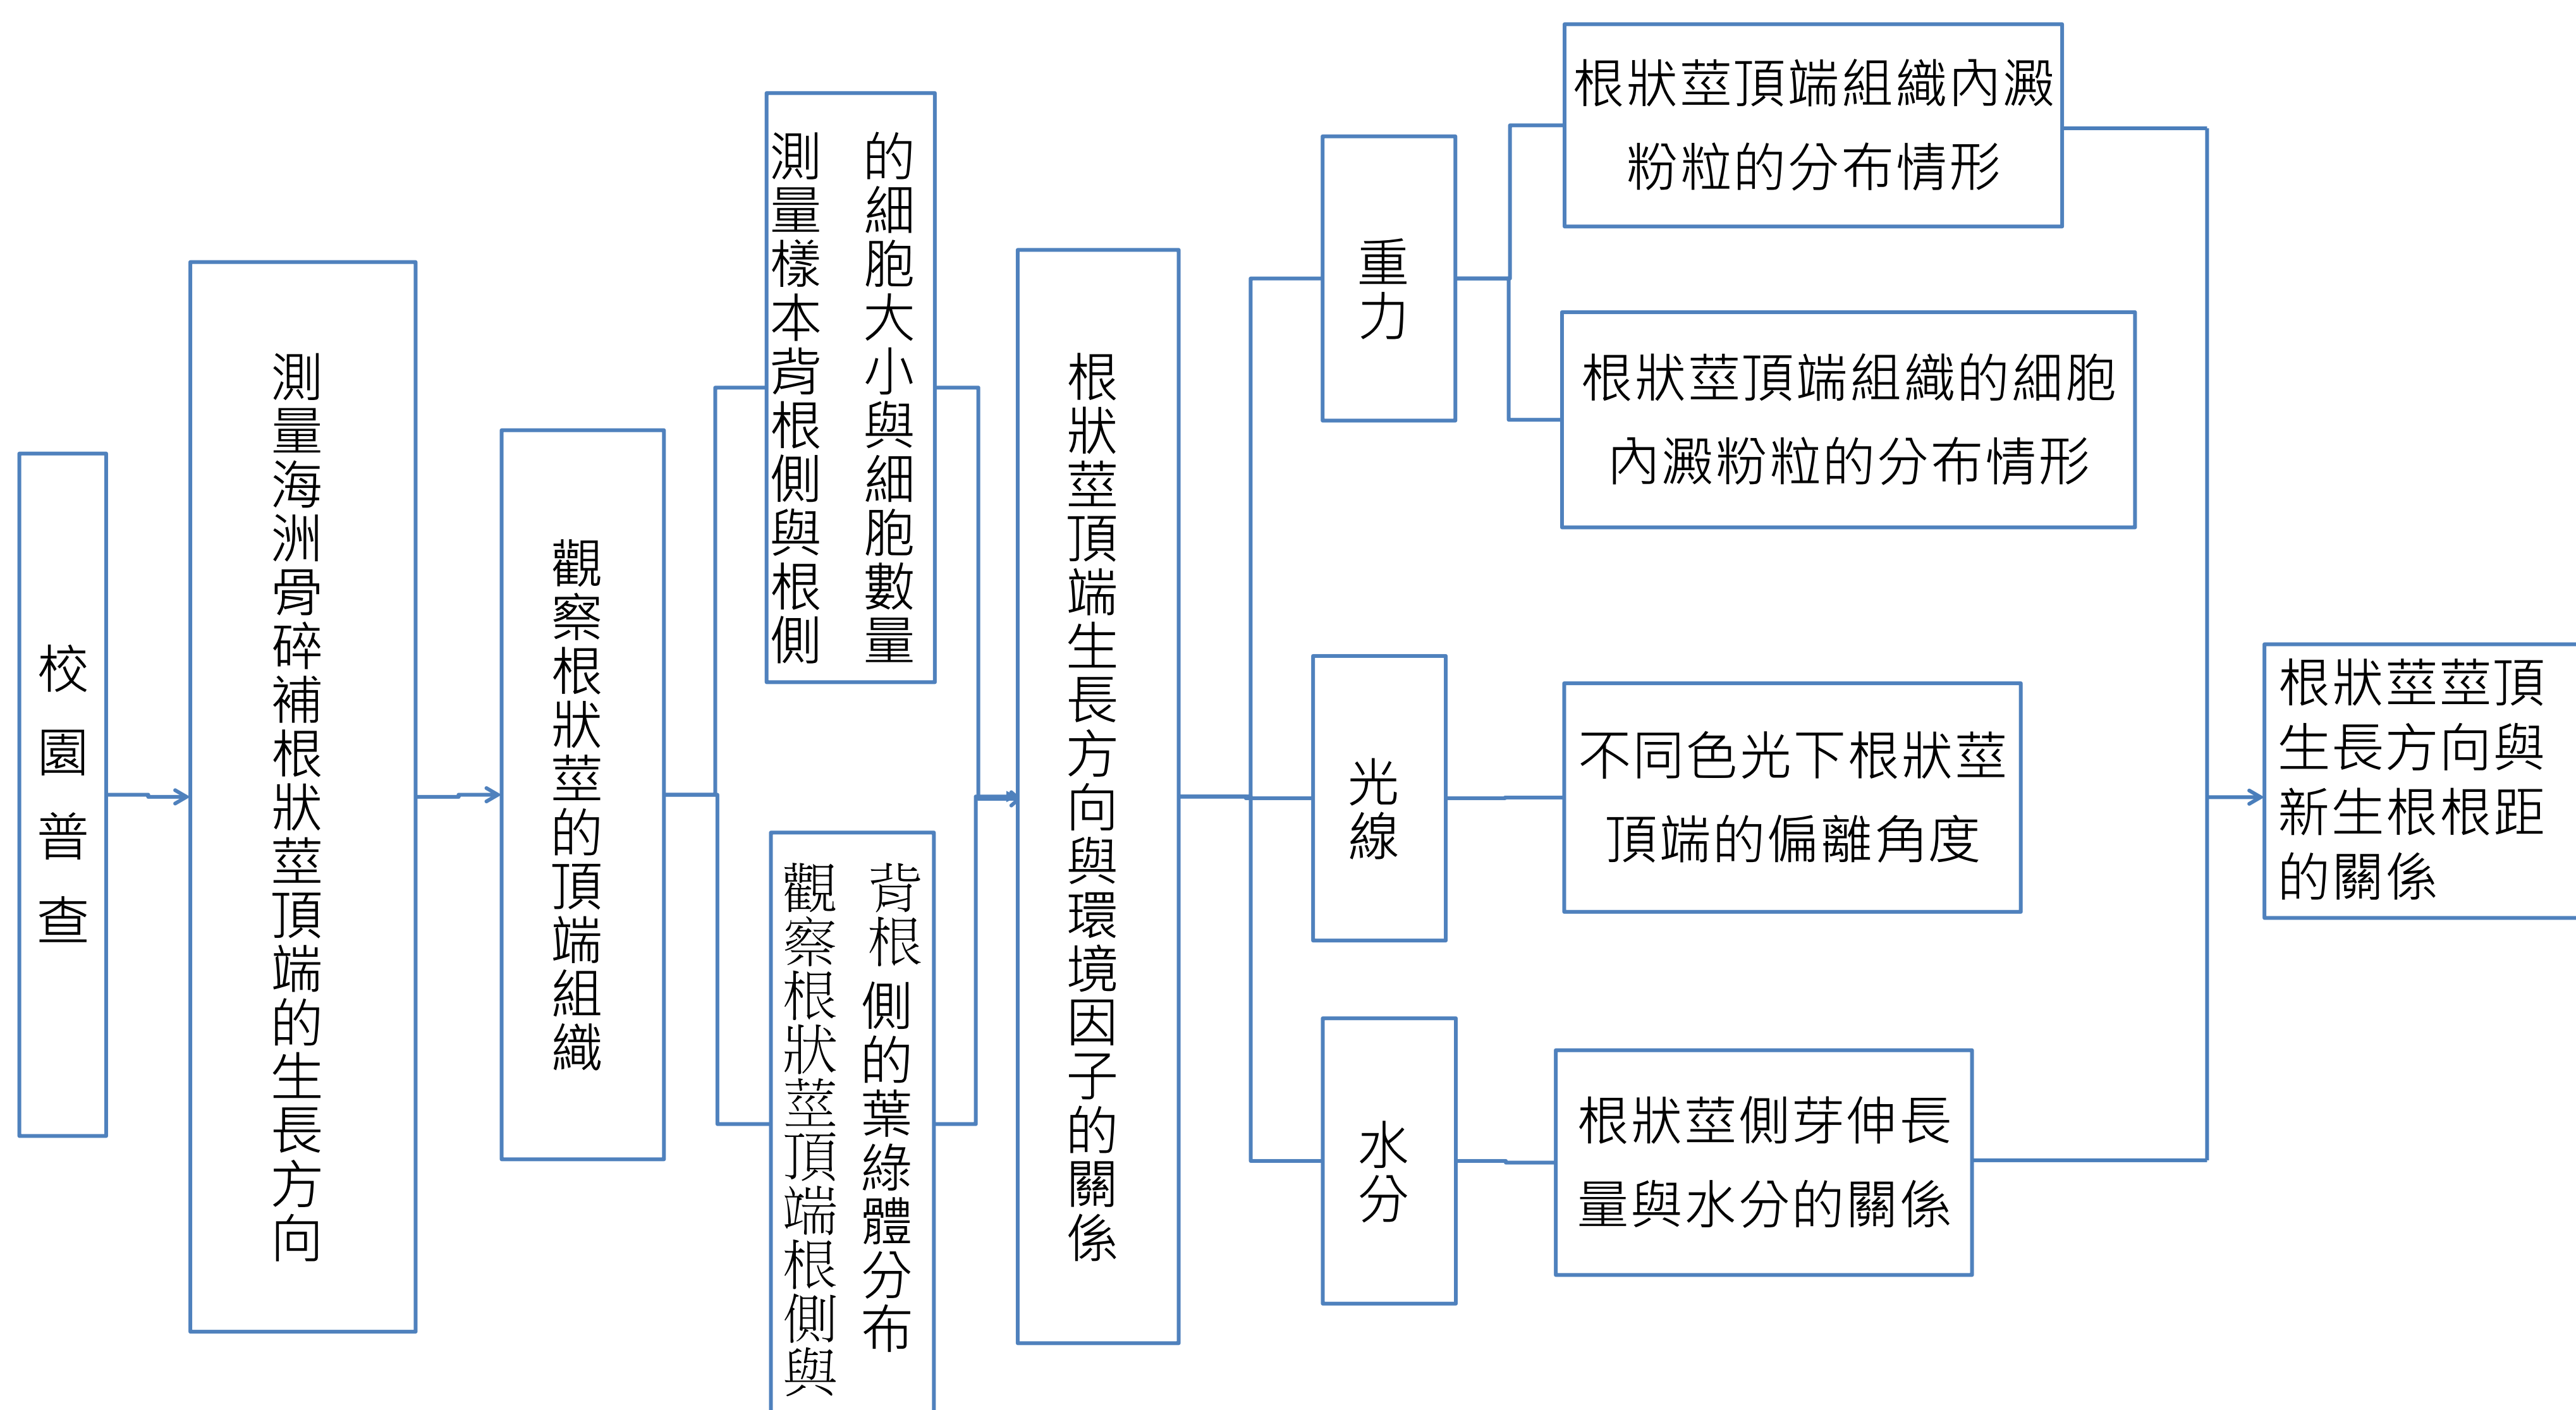 校園普查
測量海洲骨碎補根狀莖頂端的生長方向
觀察根狀莖的頂端組織
測量樣本背根側與根側
的細胞大小與細胞數量
觀察根狀莖頂端根側與
背根側的葉綠體分布
根狀莖頂端生長方向與環境因子的關係
重力
根狀莖頂端組織內澱
粉粒的分布情形
根狀莖頂端組織的細胞
內澱粉粒的分布情形
光線
不同色光下根狀莖
頂端的偏離角度
水分
根狀莖側芽伸長
量與水分的關係
根狀莖莖頂
生長方向與
新生根根距
的關係